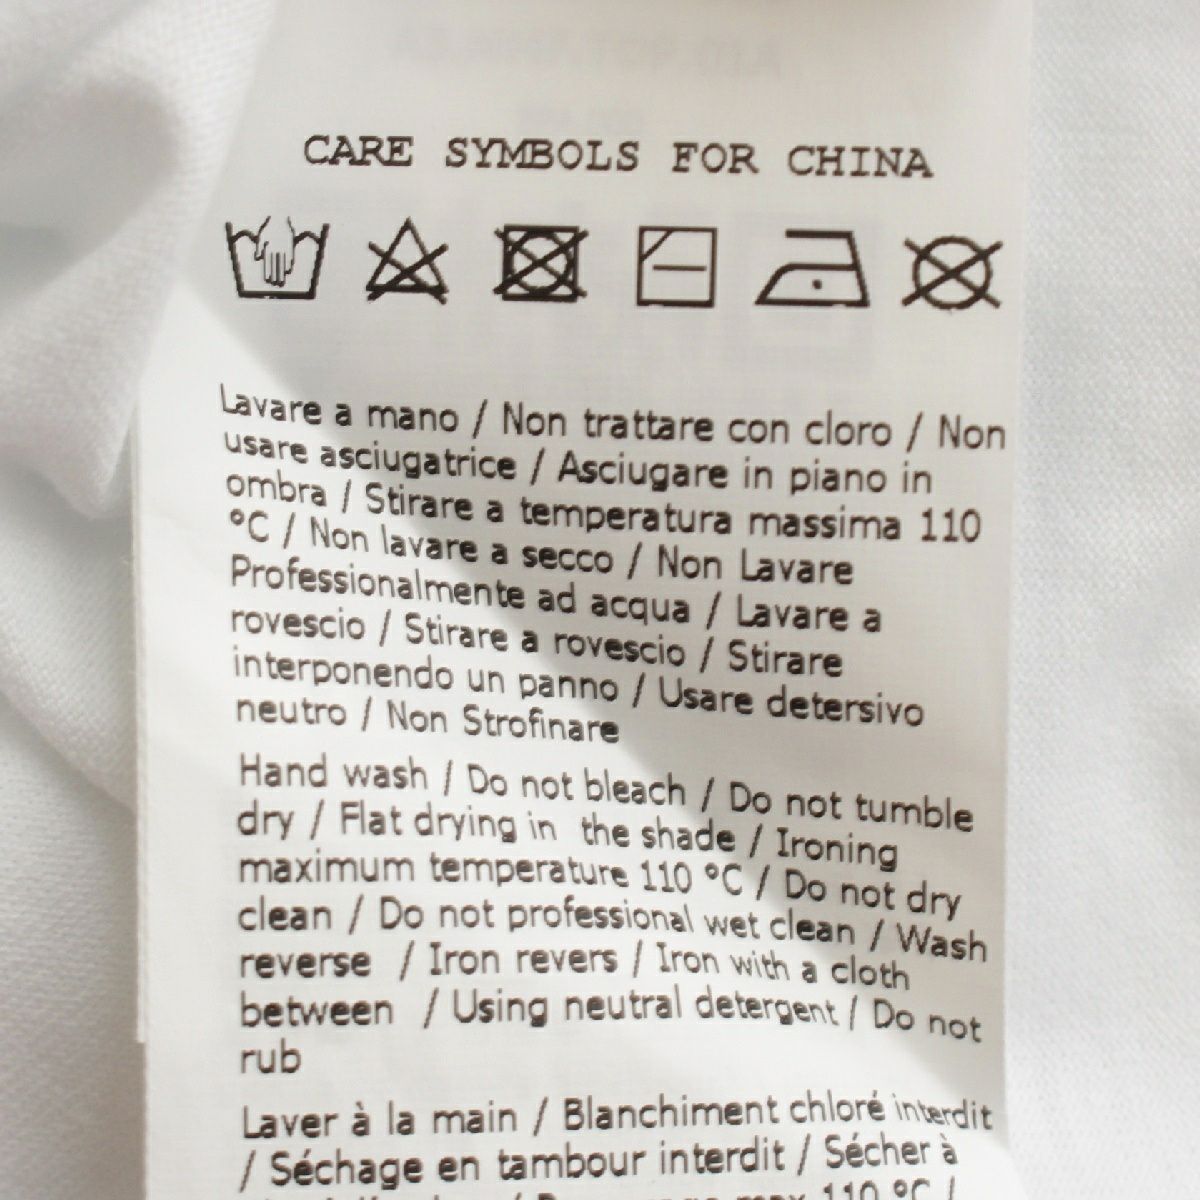 CARE SYMBOLS FOR CHINA
Lavare a mano / Non trattare con cloro / Non
usare asciugatrice / Asciugare in piano in
ombra / Stirare a temperatura massima 110
°C / Non lavare a secco / Non Lavare
Professionalmente ad acqua / Lavare a
rovescio / Stirare a rovescio / Stirare
interponendo un panno / Usare detersivo
neutro / Non Strofinare
Hand wash / Do not bleach / Do not tumble
dry / Flat drying in the shade / Ironing
maximum temperature 110 °C / Do not dry
clean / Do not professional wet clean / Wash
reverse / Iron revers / Iron with a cloth
between / Using neutral detergent / Do not
rub
Laver à la main / Blanchiment chloré interdit
/ Séchage en tambour interdit / Sécher à
110 °C /